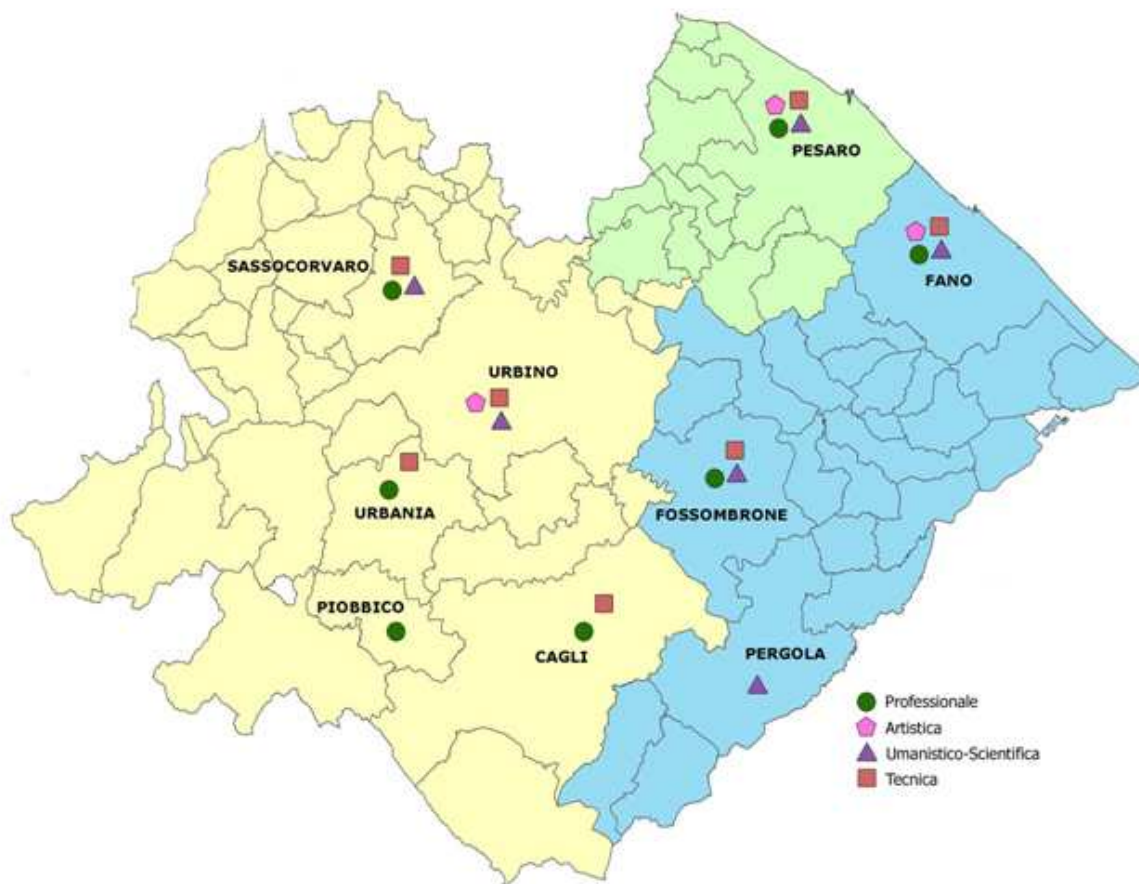 PESARO
SASSOCORVARO
FANO
URBINO
URBANIA
FOSSOMBRONE
PIOBBICO
CAGLI
PERGOLA
Professionale
Artistica
Umanistico-Scientifica
Tecnica